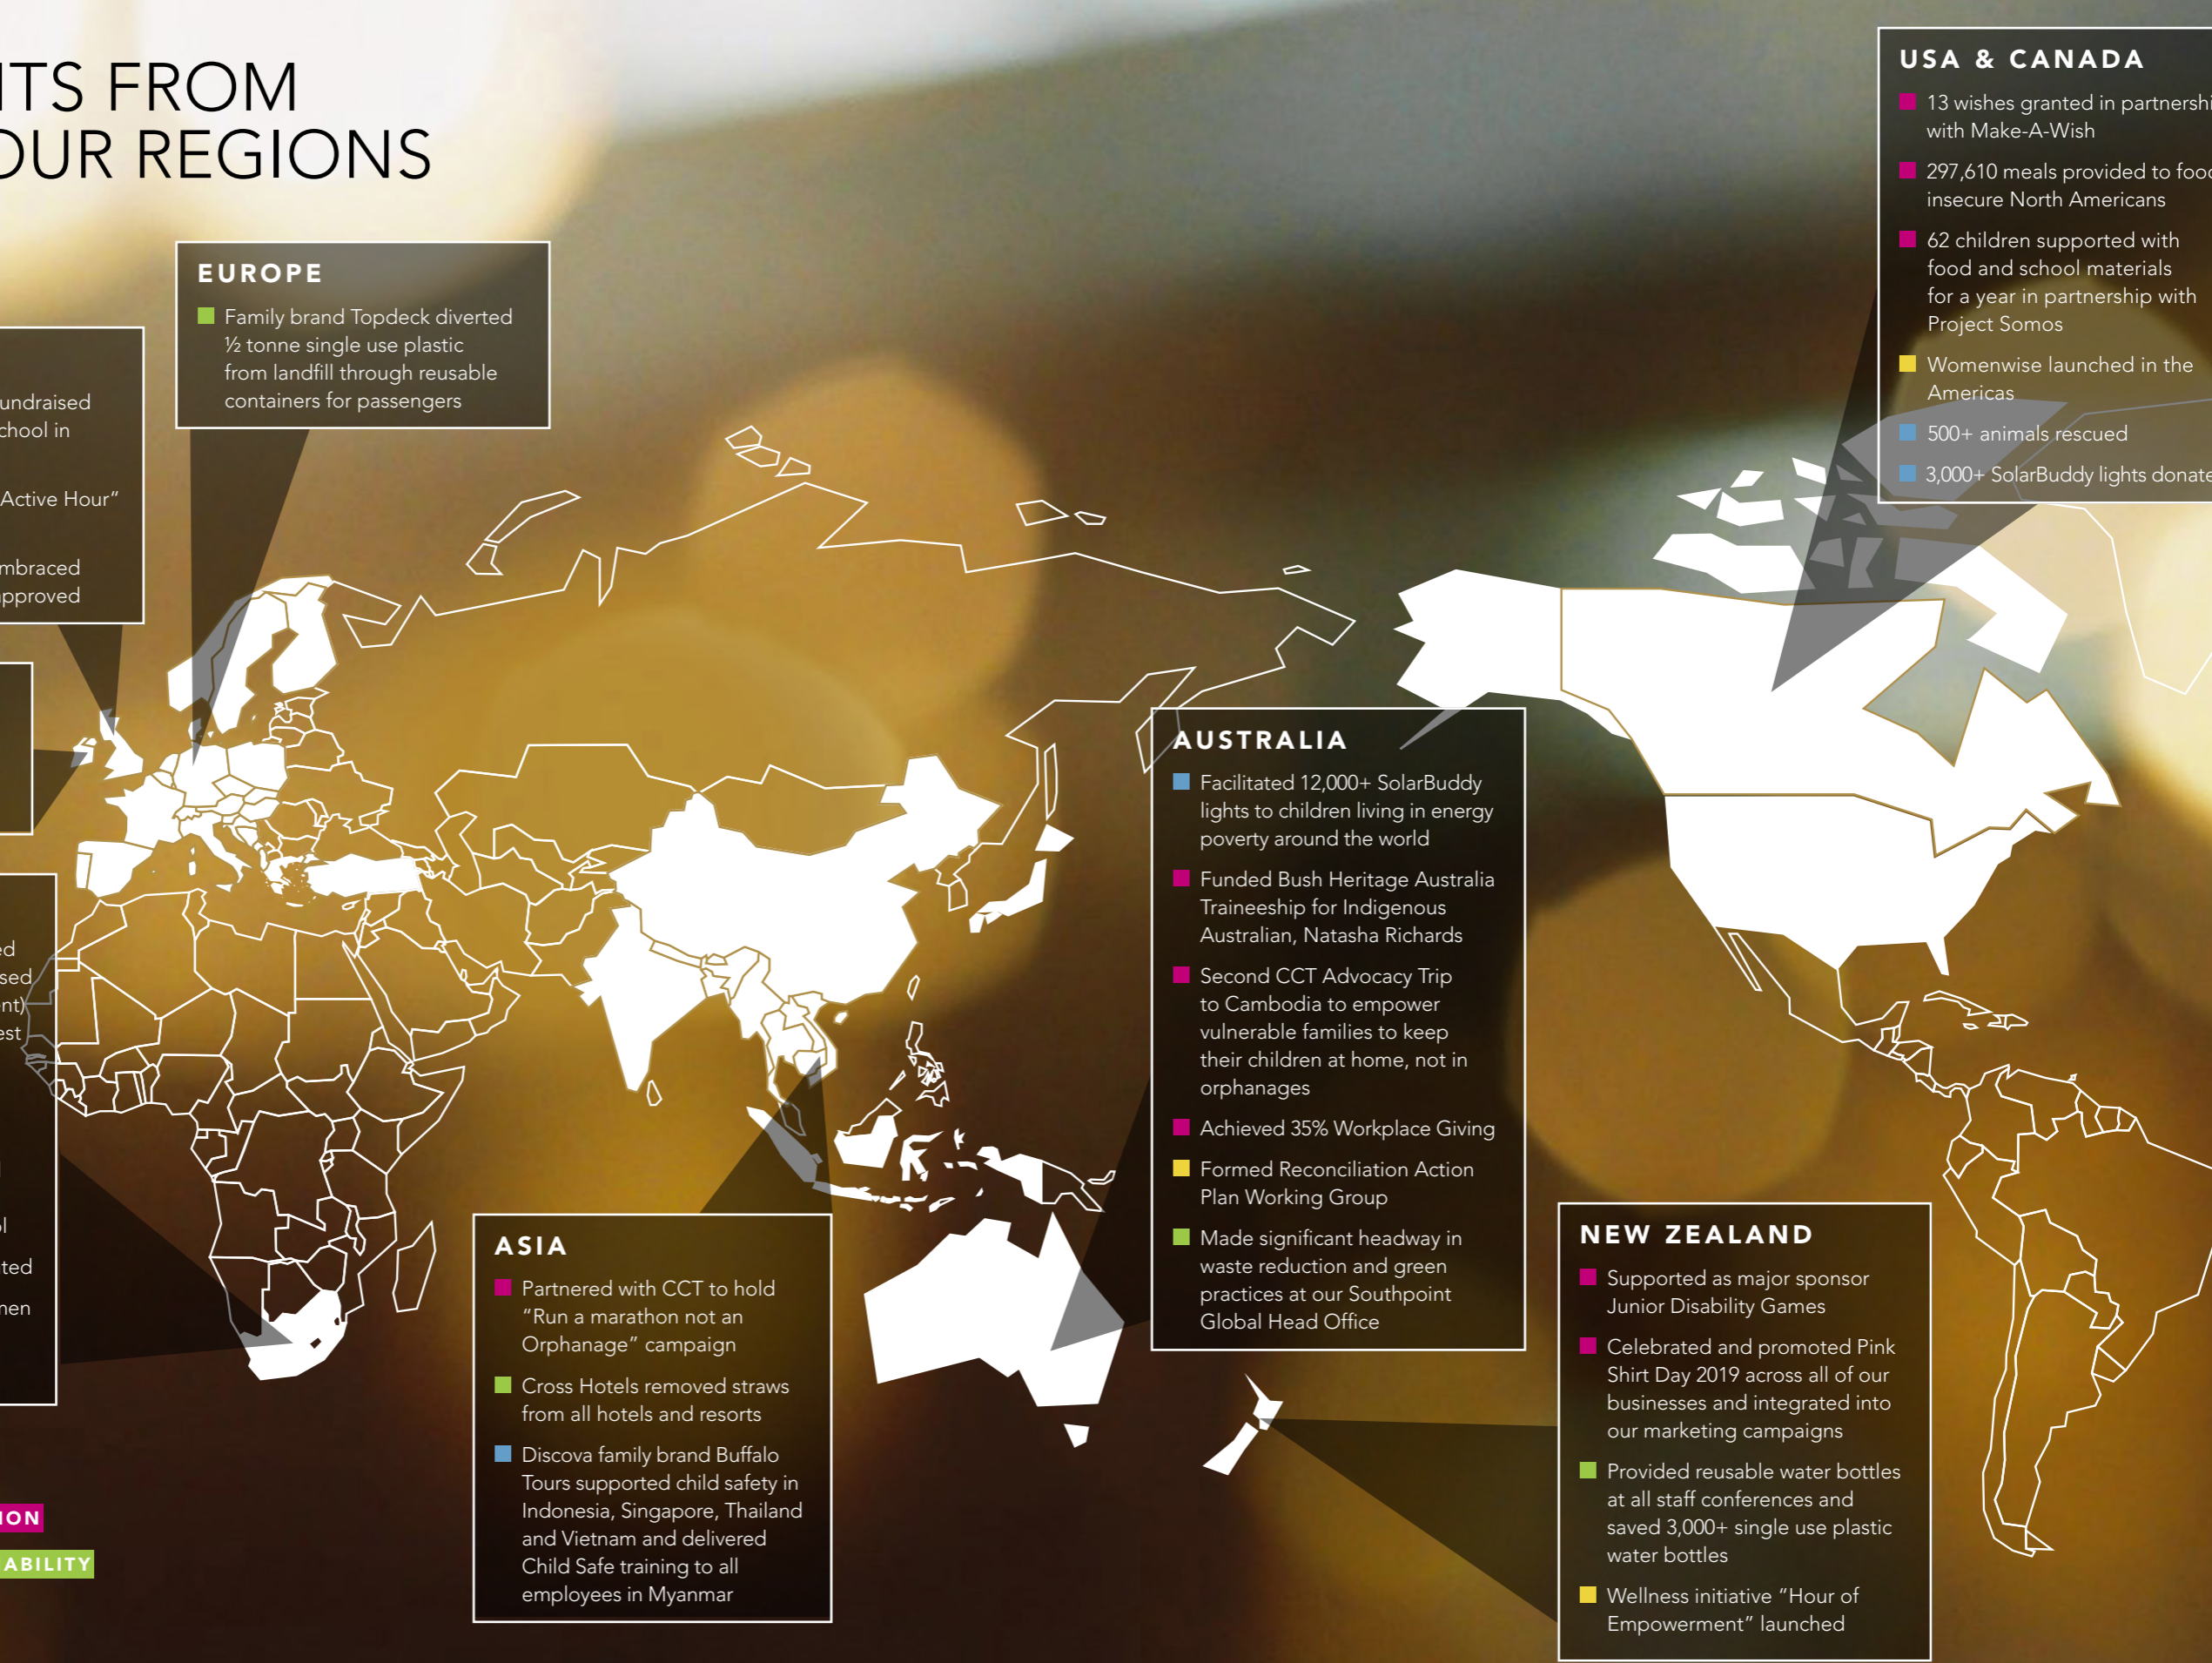 FROM
OUR REGIONS
EUROPE
Family brand Topdeck diverted
½ tonne single use plastic
from landfill through reusable
containers for passengers
Active Hour”
ASIA
Partnered with CCT to hold
“Run a marathon not an
Orphanage” campaign
Cross Hotels removed straws
from all hotels and resorts
Discova family brand Buffalo
Tours supported child safety in
Indonesia, Singapore, Thailand
and Vietnam and delivered
Child Safe training to all
employees in Myanmar
AUSTRALIA
Facilitated 12,000+ SolarBuddy
lights to children living in energy
poverty around the world
Funded Bush Heritage Australia
Traineeship for Indigenous
Australian, Natasha Richards
Second CCT Advocacy Trip
to Cambodia to empower
vulnerable families to keep
their children at home, not in
orphanages
Achieved 35% Workplace Giving
Formed Reconciliation Action
Plan Working Group
Made significant headway in
waste reduction and green
practices at our Southpoint
Global Head Office
NEW ZEALAND
Supported as major sponsor
Junior Disability Games
Celebrated and promoted Pink
Shirt Day 2019 across all of our
businesses and integrated into
our marketing campaigns
Provided reusable water bottles
at all staff conferences and
saved 3,000+ single use plastic
water bottles
Wellness initiative “Hour of
Empowerment” launched
USA & CANADA
13 wishes granted in
with Make-A-Wish
297,610 meals provided to
insecure North Americans
62 children supported with
food and school materials
for a year in partnership with
Project Somos
Womenwise launched in the
Americas
500+ animals rescued
3,000+ SolarBuddy lights